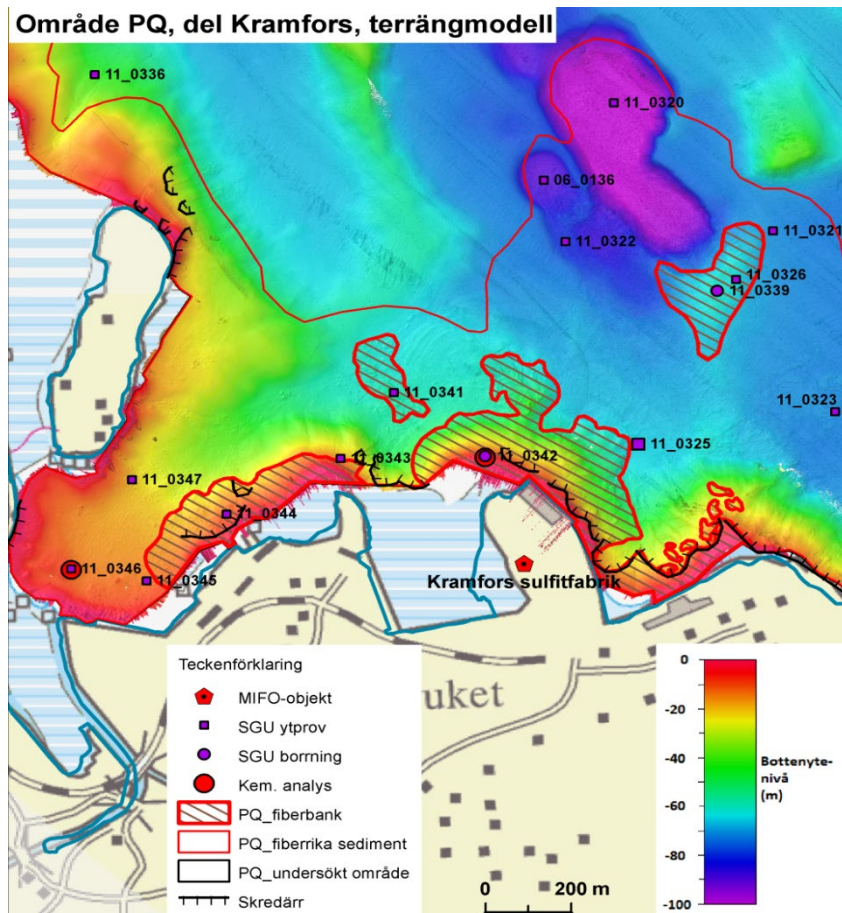 Område PQ, del Kramfors, terrängmodell
11_0336
11_0320
06_0136
11_0321
11_0322
11_0326
11_0339
11_0341
11_0323
11_0325
11_0343
11_0342
11_0347
11_0344
11_0346
11_0345
Kramfors sulfitfabrik
uket
Teckenförklaring
MIFO-objekt
SGU ytprov
SGU borrning
Kem. analys
PQ_fiberbank
PQ_fiberrika sediment
PQ_undersökt område
Skredärr
0
-20
-40
-60
-80
-100
Bottenyte-
nivå
(m)
0 200 m